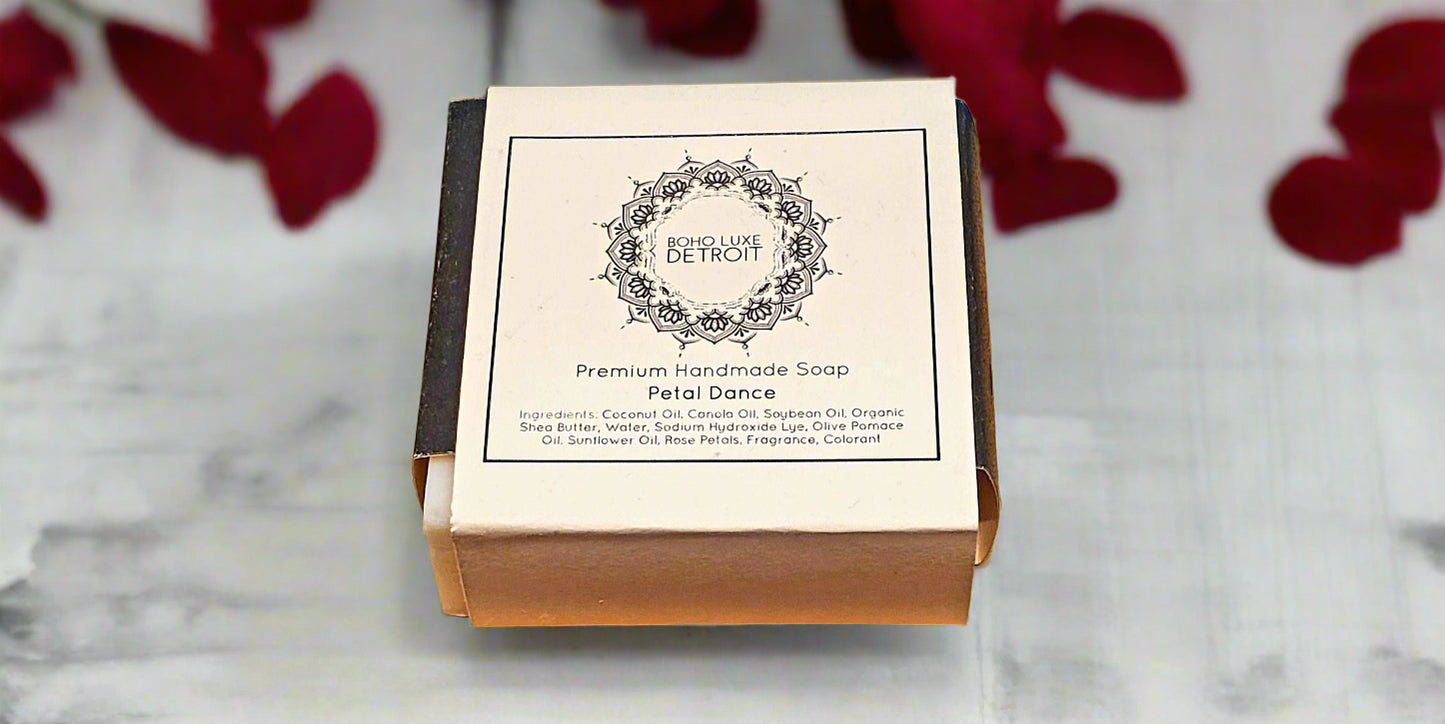 BOHO LUXE
DETROIT
Premium Handmade Soap
Petal Dance
Ingredients: Coconut Oil, Canola Oil, Soybean Oil, Organic
Shea Butter, Water, Sodium Hydroxide Lye, Olive Pomace
Oil, Sunflower Oil, Rose Petals, Fragrance, Colorant